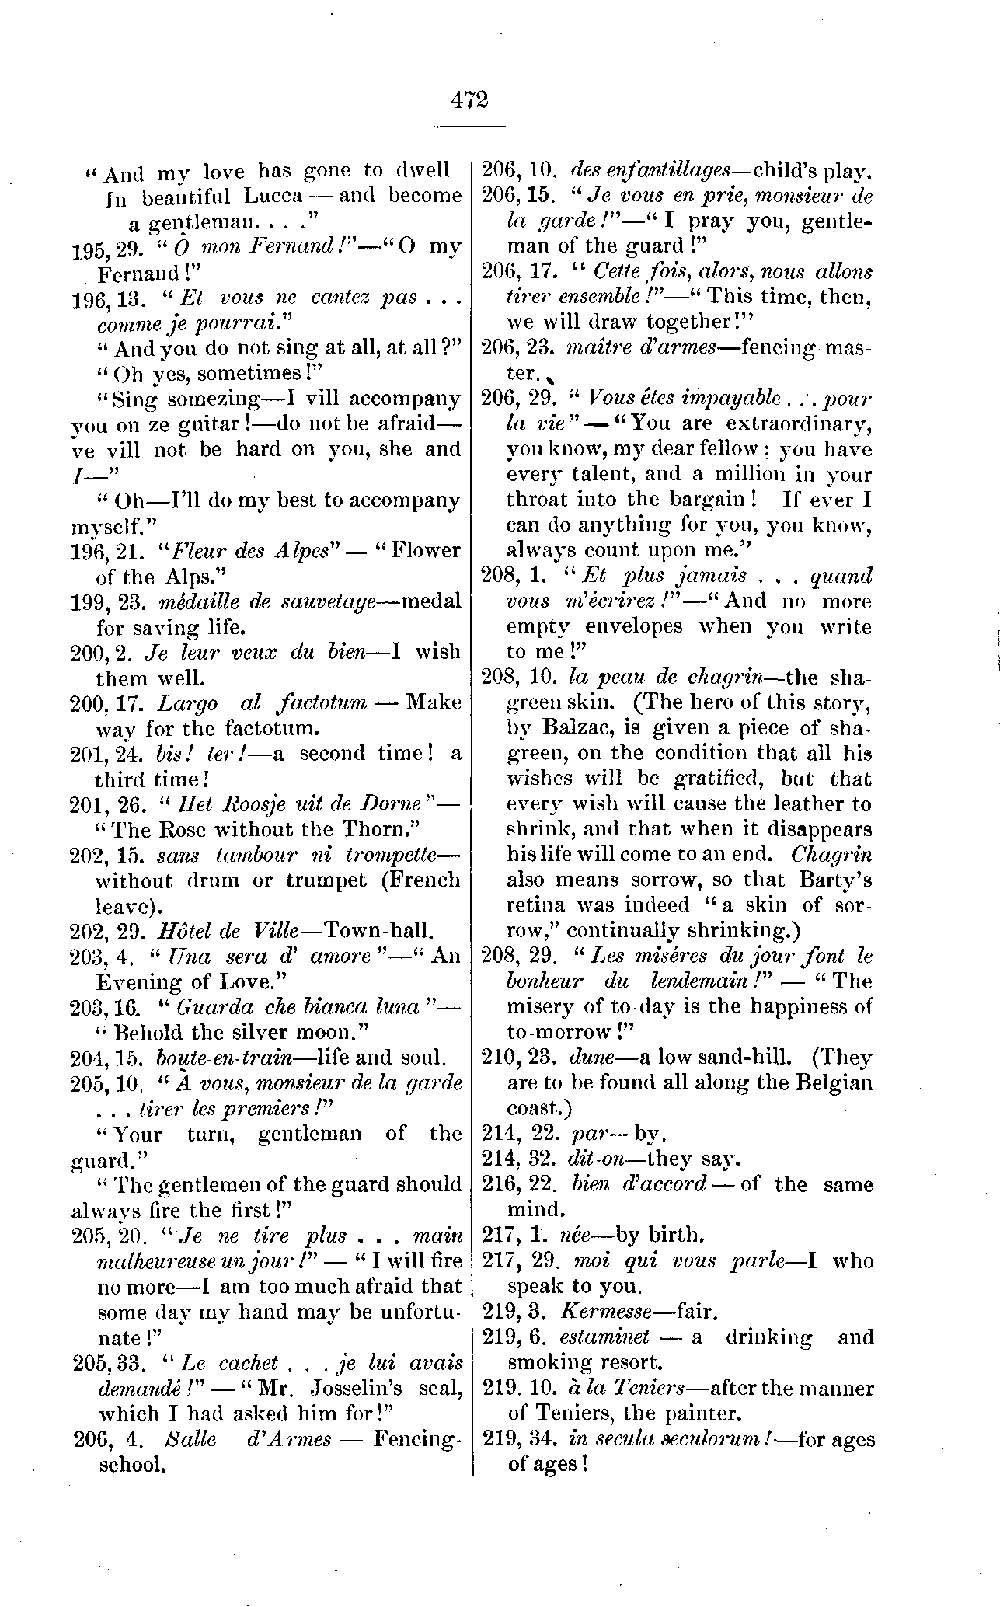 472
"And my love has gone to dwell
In beautiful Lucca — and become
a gentleman. . . ."
195, 29. "O mon Fernand!"—"O my
Fernand!"
196, 13. "Et vous ne cantez pas . . .
comme je pourrai."
"And you do not sing at all, at all?"
"Oh yes, sometimes!"
"Sing somezing—I vill accompany
you on ze guitar!—do not be afraid—
ve vill not be hard on you, she and
I—"
"Oh—I'll do my best to accompany
myself."
196, 21. "Fleur des Alpes"— "Flower
of the Alps."
199, 23. médaille de sauvetage—medal
for saving life.
200, 2. Je leur veux du bien—I wish
them well.
200, 17. Largo al factotum — Make
way for the factotum.
201, 24. bis! ter!—a second time! a
third time!
201, 26. "Het Roosje uit de Dorne"—
"The Rose without the Thorn."
202, 15. sans tambour ni trompette—
without drum or trumpet (French
leave).
202, 29. Hôtel de Ville—Town-hall.
203, 4. "Una sera d' amore"—"An
Evening of Love."
203, 16. "Guarda che bianca luna"—
"Behold the silver moon."
204, 15. boute-en-train—life and soul.
205, 10. "À vous, monsieur de la garde
. . . tirer les premiers!"
"Your turn, gentleman of the
guard."
"The gentlemen of the guard should
always fire the first!"
205, 20. "Je ne tire plus . . . main
malheureuse un jour!" — "I will fire
no more—I am too much afraid that
some day my hand may be unfortu-
nate!"
205, 33. "Le cachet . . . je lui avais
demandé!" — "Mr. Josselin's seal,
which I had asked him for!"
206, 4. Salle d'Armes — Fencing-
school.
206, 10. des enfantillages—child's play.
206, 15. "Je vous en prie, monsieur de
la garde!"—"I pray you, gentle-
man of the guard!"
206, 17. "Cette fois, alors, nous allons
tirer ensemble!"—"This time, then,
we will draw together!"
206, 23. maître d'armes—fencing-mas-
ter.
206, 29. "Vous êtes impayable . . . pour
la vie" — "You are extraordinary,
you know, my dear fellow; you have
every talent, and a million in your
throat into the bargain! If ever I
can do anything for you, you know,
always count upon me."
208, 1. "Et plus jamais . . . quand
vous m'écrirez!"—"And no more
empty envelopes when you write
to me!"
208, 10. la peau de chagrin—the sha-
green skin. (The hero of this story,
by Balzac, is given a piece of sha-
green, on the condition that all his
wishes will be gratified, but that
every wish will cause the leather to
shrink, and that when it disappears
his life will come to an end. Chagrin
also means sorrow, so that Barty's
retina was indeed "a skin of sor-
row," continually shrinking.)
208, 29. "Les misères du jour font le
bonheur du lendemain!" — "The
misery of to-day is the happiness of
to-morrow!"
210, 23. dune—a low sand-hill. (They
are to be found all along the Belgian
coast.)
214, 22. par—by.
214, 32. dit-on—they say.
216, 22. bien d'accord — of the same
mind.
217, 1. née—by birth.
217, 29. moi qui vous parle—I who
speak to you.
219, 3. Kermesse—fair.
219, 6. estaminet — a drinking and
smoking resort.
219, 10. à la Teniers—after the manner
of Teniers, the painter.
219, 34. in secula seculorum!—for ages
of ages!